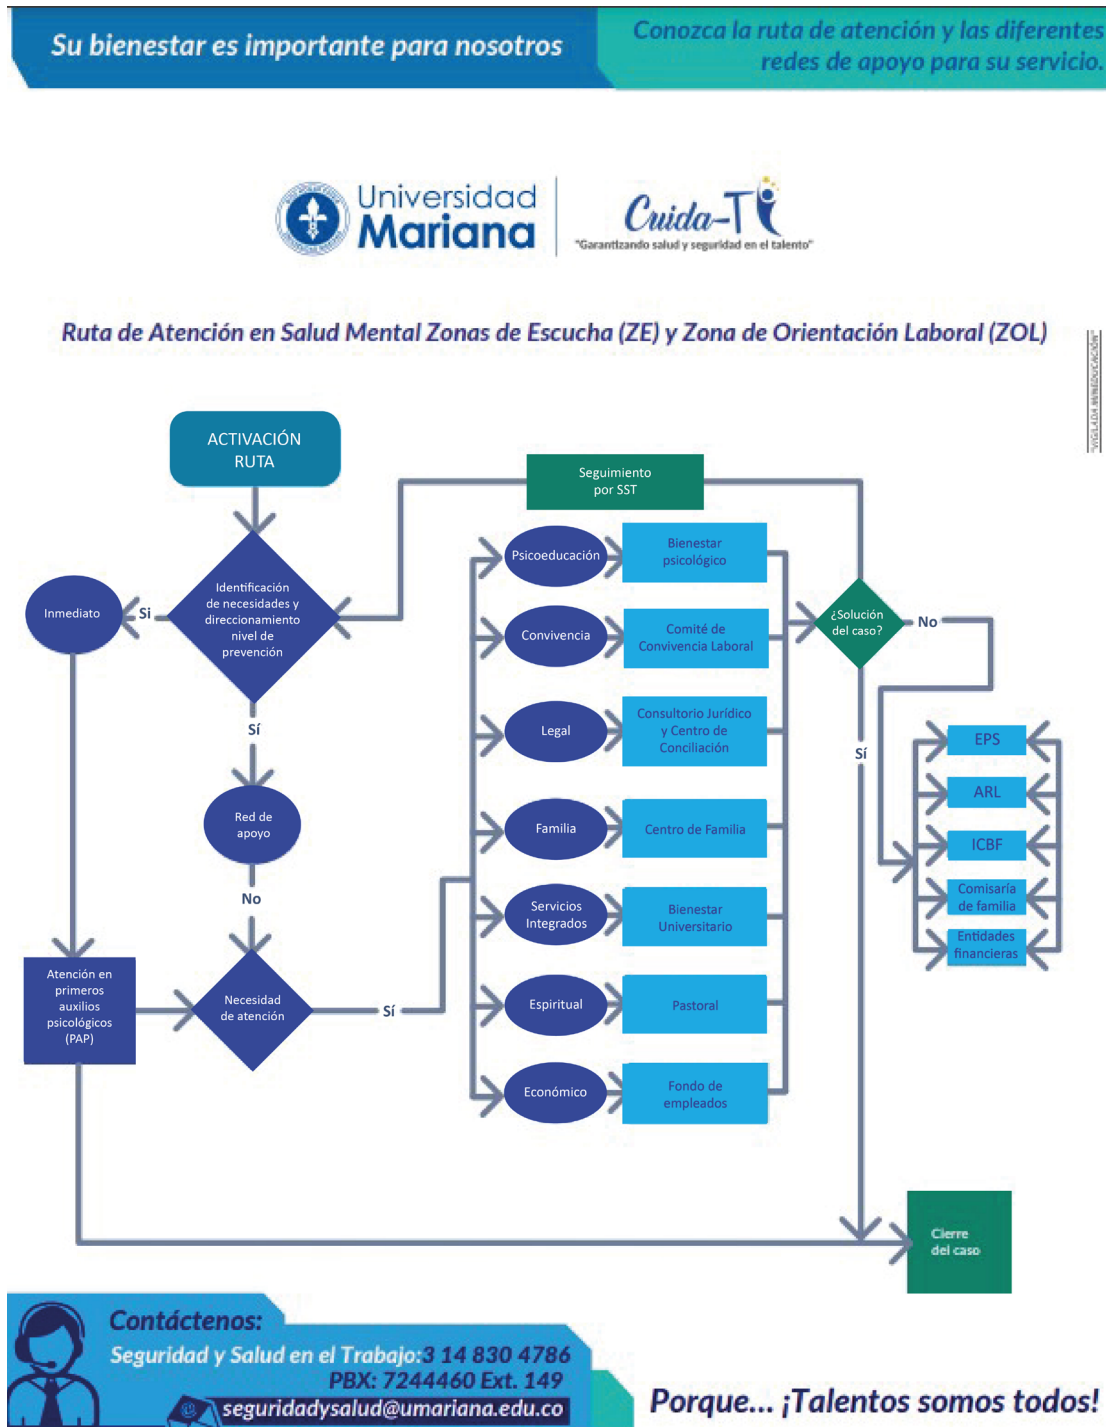 Su bienestar es importante para nosotros
Conozca la ruta de atención y las diferentes
redes de apoyo para su servicio.
Universidad
Mariana
Cuida-T
"Garantizando salud y seguridad en el talento"
Ruta de Atención en Salud Mental Zonas de Escucha (ZE) y Zona de Orientación Laboral (ZOL)
"VIGILADA MINEDUCACIÓN"
ACTIVACIÓN
RUTA
Seguimiento
por SST
Identificación
de necesidades y
direccionamiento
nivel de
prevención
Si
Inmediato
Sí
Red de
apoyo
No
Necesidad
de atención
Atención en
primeros
auxilios
psicológicos
(PAP)
Sí
Psicoeducación
Bienestar
psicológico
Convivencia
Comité de
Convivencia Laboral
Legal
Consultorio Jurídico
y Centro de
Conciliación
Familia
Centro de Familia
Servicios
Integrados
Bienestar
Universitario
Espiritual
Pastoral
Económico
Fondo de
empleados
¿Solución
del caso?
No
Sí
EPS
ARL
ICBF
Comisaría
de familia
Entidades
financieras
Cierre
del caso
Contáctenos:
Seguridad y Salud en el Trabajo:3 14 830 4786
PBX: 7244460 Ext. 149
seguridadysalud@umariana.edu.co
Porque... ¡Talentos somos todos!